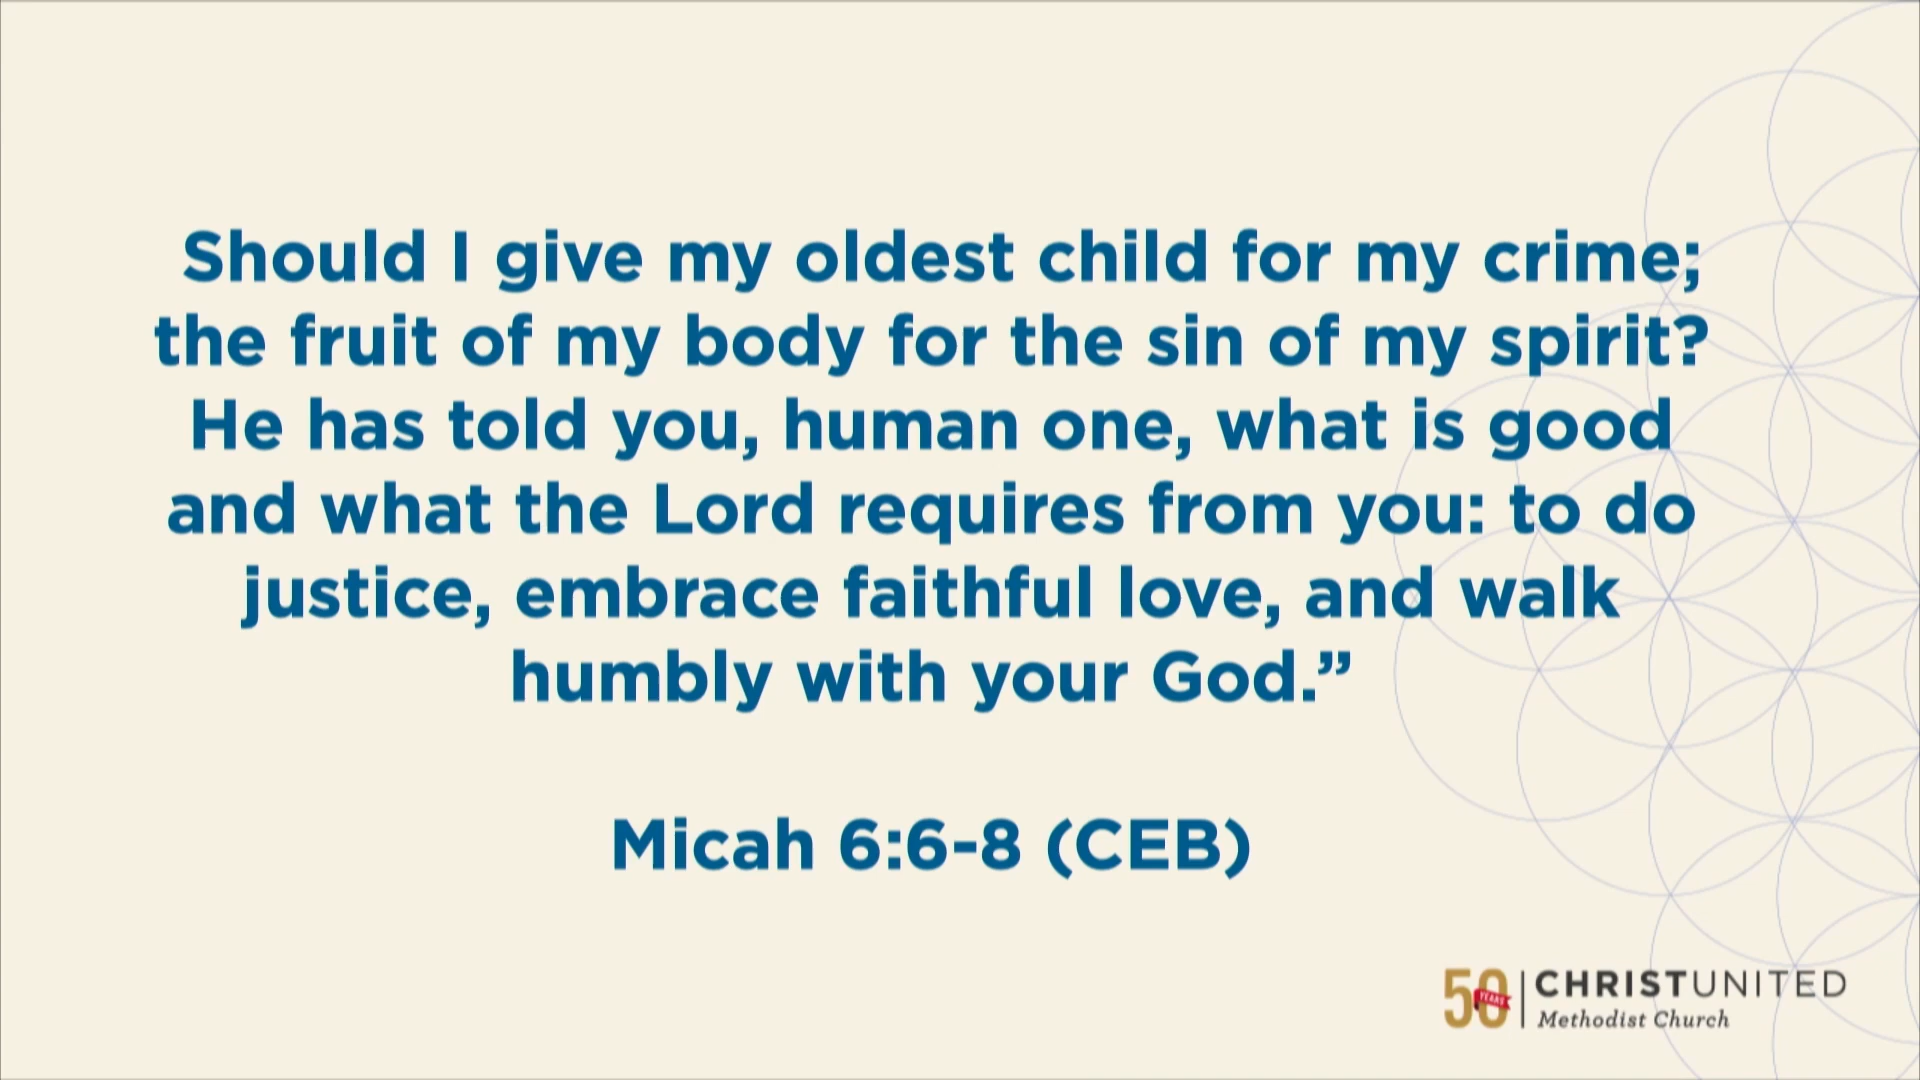 Should I give my oldest child for my crime;
the fruit of my body for the sin of my spirit?
He has told you, human one, what is good
and what the Lord requires from you: to do
justice, embrace faithful love, and walk
humbly with your God.”
Micah 6:6-8 (CEB)
50 YEARS
CHRISTUNITED
Methodist Church